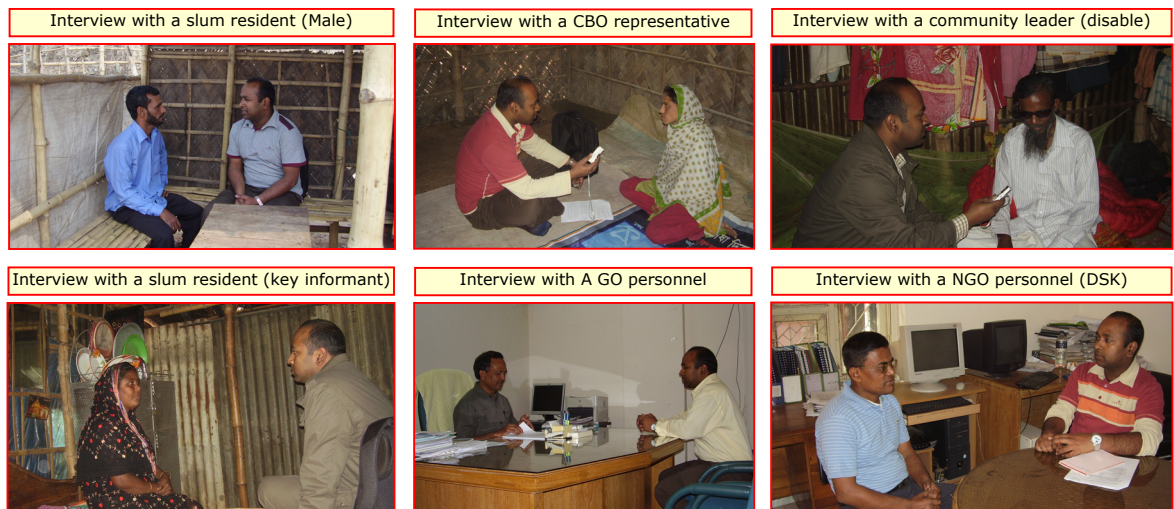 Interview with a slum resident (Male)
Interview with a CBO representative
Interview with a community leader (disable)
Interview with a slum resident (key informant)
Interview with A GO personnel
Interview with a NGO personnel (DSK)